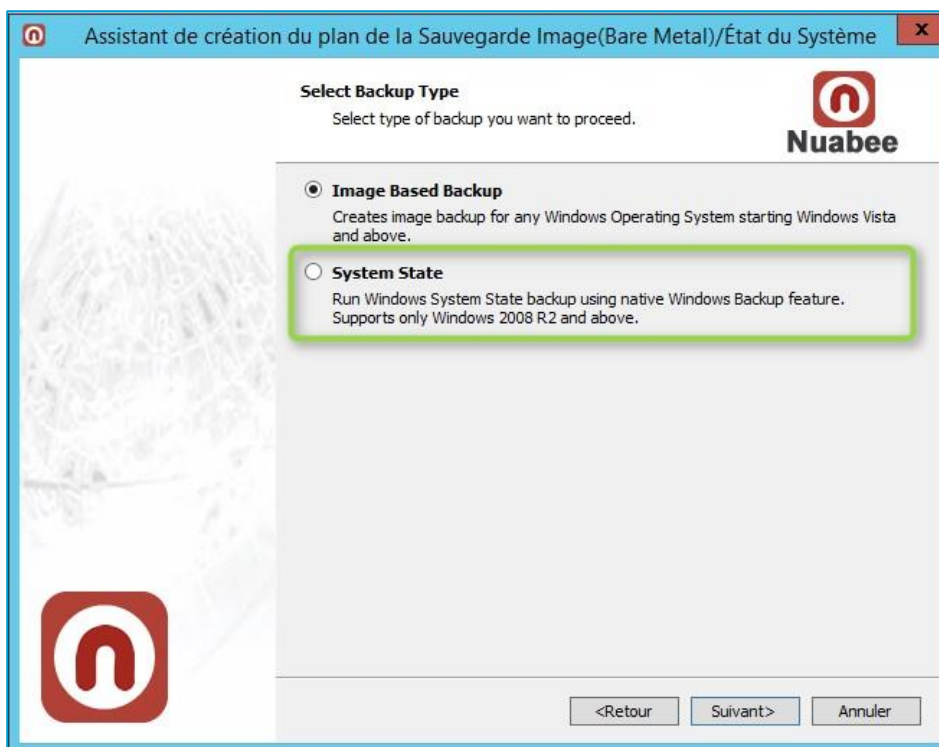 Assistant de création du plan de la Sauvegarde Image(Bare Metal)/État du Système
x
Select Backup Type
Select type of backup you want to proceed.
Nuabee
Image Based Backup
Creates image backup for any Windows Operating System starting Windows Vista
and above.
System State
Run Windows System State backup using native Windows Backup feature.
Supports only Windows 2008 R2 and above.
<Retour
Suivant>
Annuler